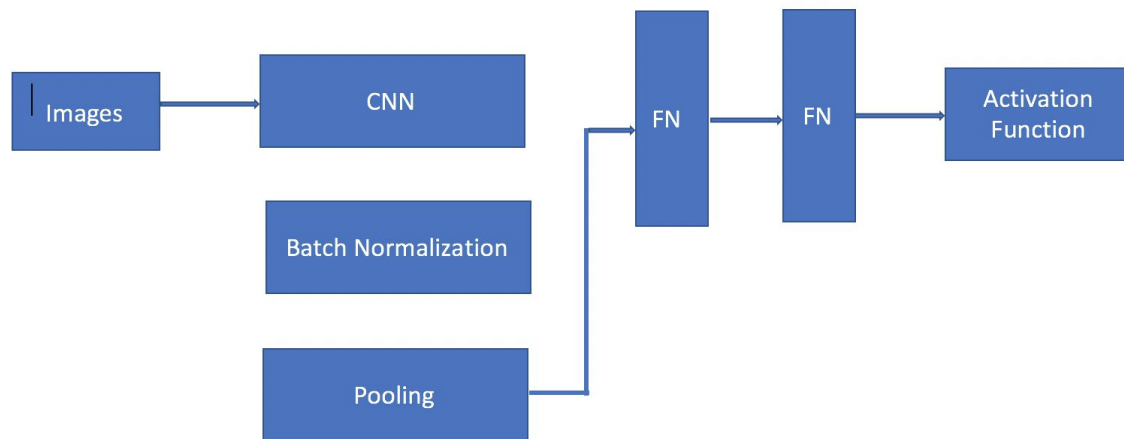 Images
CNN
Batch Normalization
Pooling
FN
FN
Activation
Function